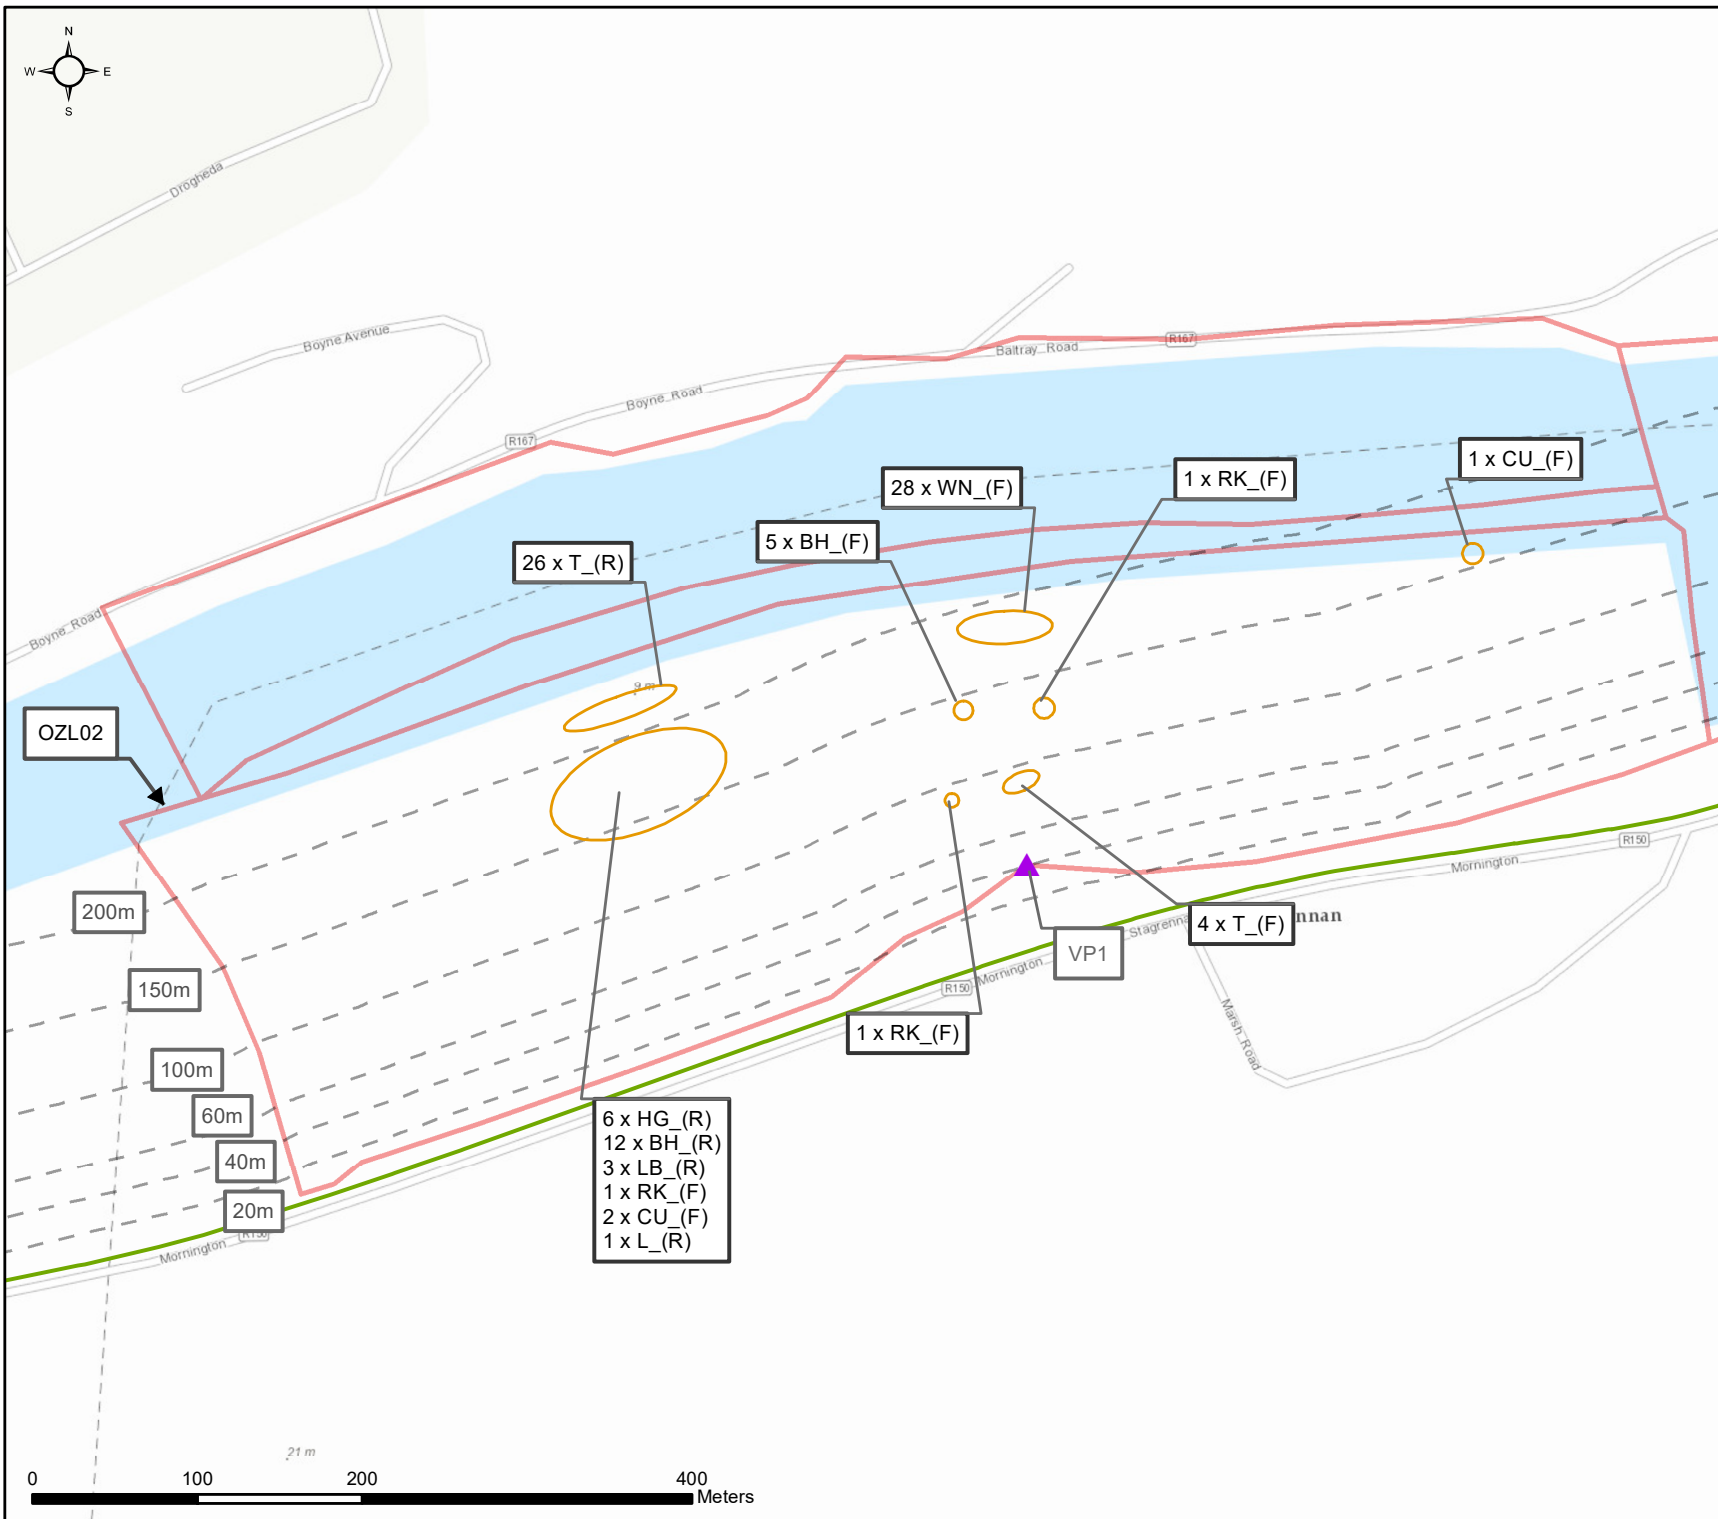 N
W E
S
Drogheda
Boyne Avenue
Boyne Road
R167
Baltray Road
R167
Boyne Road
1 x CU_(F)
1 x RK_(F)
28 x WN_(F)
5 x BH_(F)
26 x T_(R)
9 m
OZL02
200m
150m
100m
60m
40m
20m
R150
Mornington
R150
Mornington
Stagrenna
nnan
4 x T_(F)
VP1
Mornington
R150
Marsh Road
1 x RK_(F)
6 x HG_(R)
12 x BH_(R)
3 x LB_(R)
1 x RK_(F)
2 x CU_(F)
1 x L_(R)
21 m
0 100 200 400
Meters